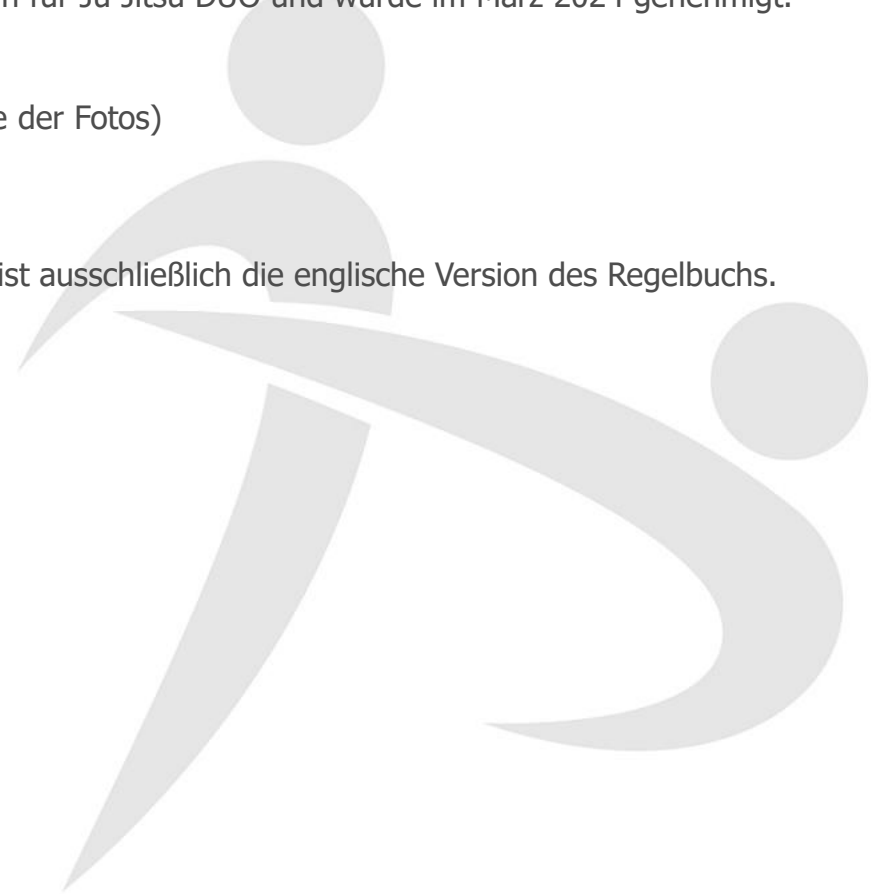 für Ju Jitsu DUO und wurde im März 2024 genehmigt.
der Fotos)
ist ausschließlich die englische Version des Regelbuchs.